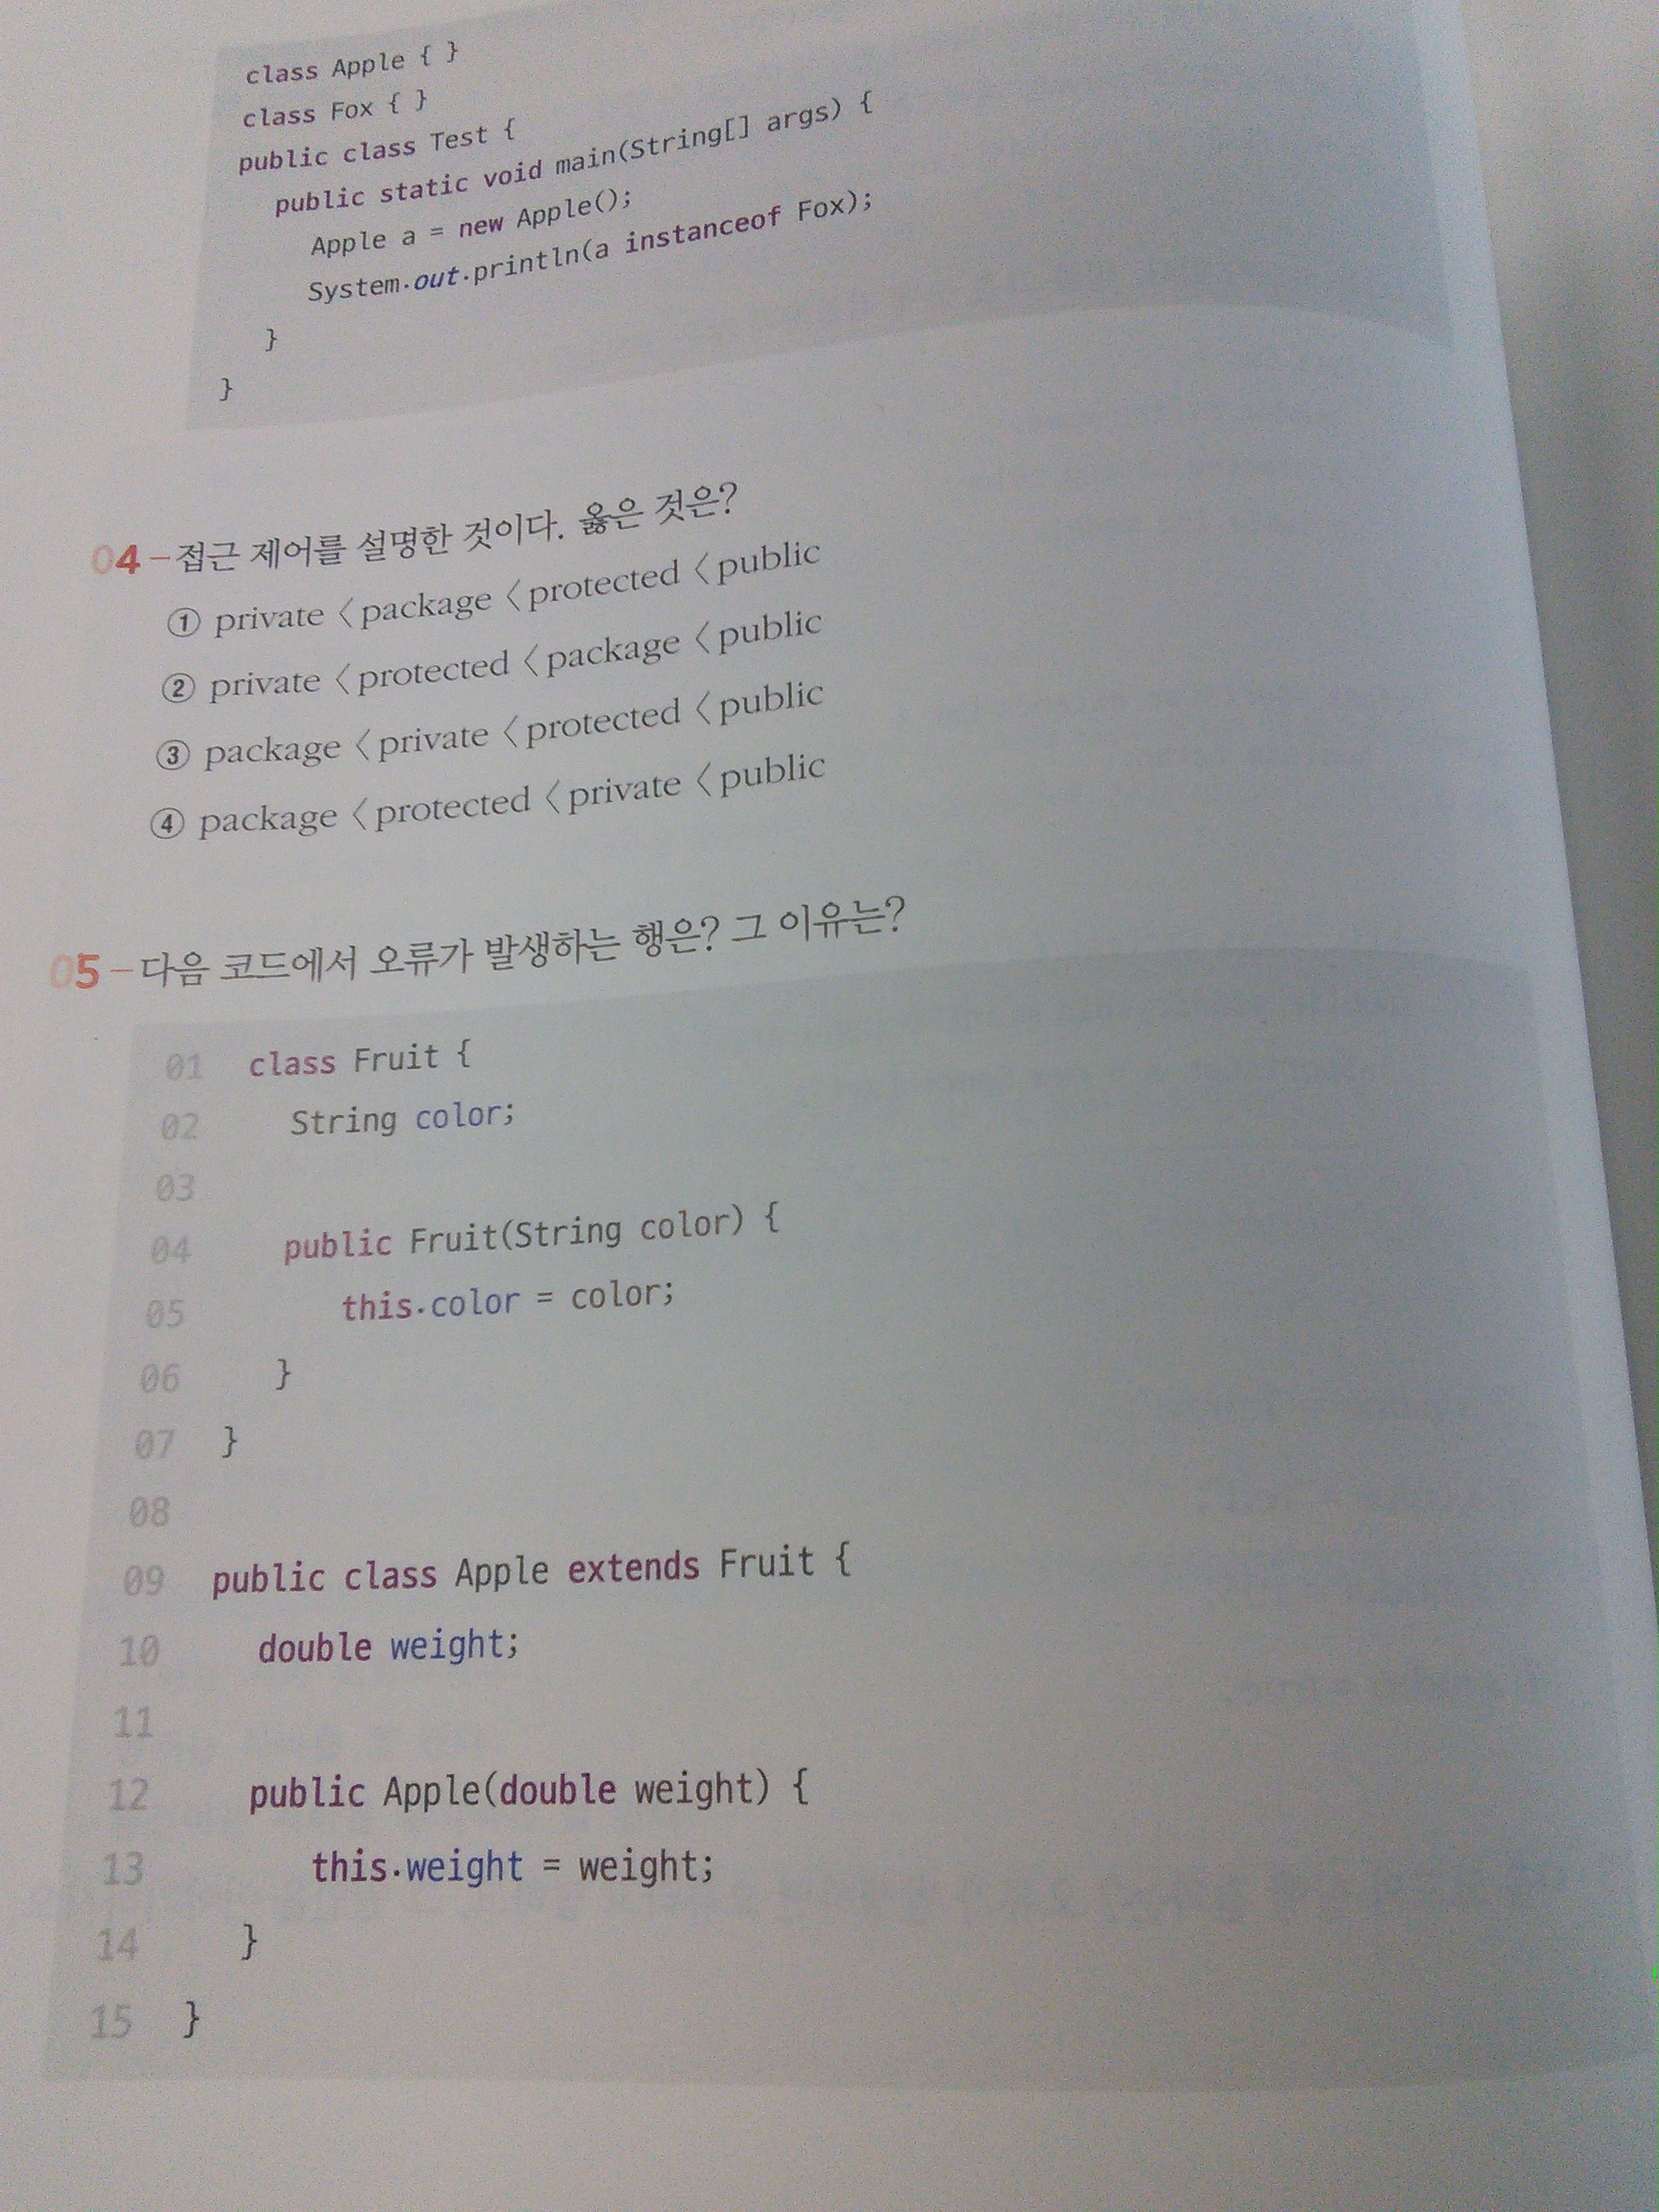 class Apple { }
class Fox { }
public class Test {
public static void main(String[] args) {
Apple a = new Apple();
System.out.println(a instanceof Fox);
}
}
04 – 접근 제어를 설명한 것이다. 옳은 것은?
① private < package < protected < public
② private < protected < package < public
③ package < private < protected < public
④ package < protected < private < public
05 – 다음 코드에서 오류가 발생하는 행은? 그 이유는?
01 class Fruit {
02 String color;
03
04 public Fruit(String color) {
05 this.color = color;
06 }
07 }
08
09 public class Apple extends Fruit {
10 double weight;
11
12 public Apple(double weight) {
13 this.weight = weight;
14 }
15 }